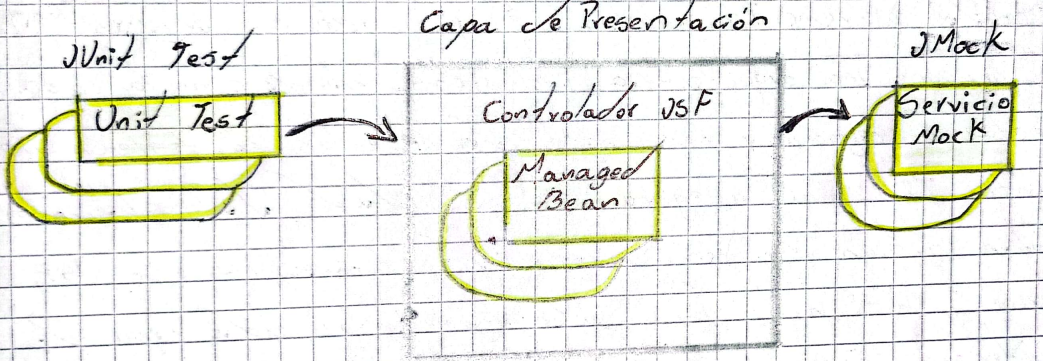 JUnit Test
Unit Test
Capa de Presentación
Controlador JSF
Managed
Bean
JMock
Servicio
Mock